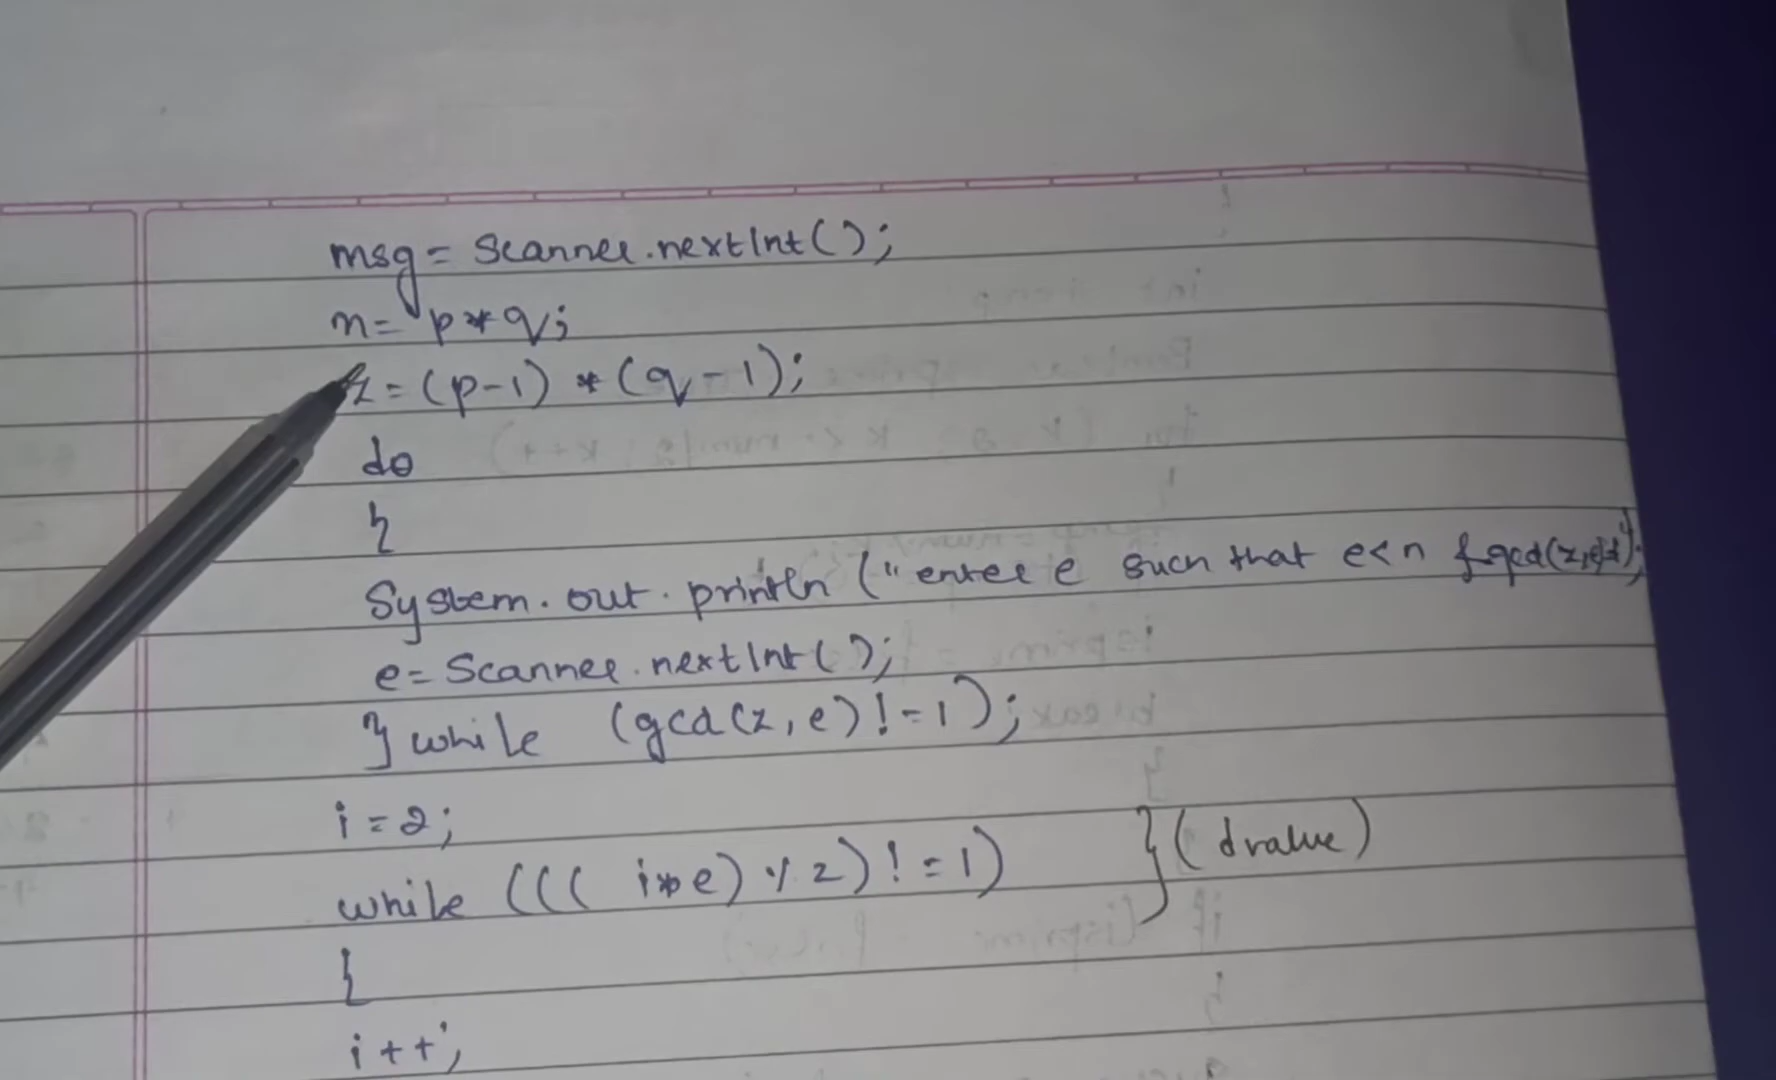 msg = Scanner.nextInt();
n = p*q;
z = (p-1) * (q-1);
do
{
System.out.println("enter e such that e<n & gcd(z,e)=1");
e = Scanner.nextInt();
} while (gcd(z,e)!=1);
i=2;
while (((i*e)%z)!=1) } (d value)
{
i++;